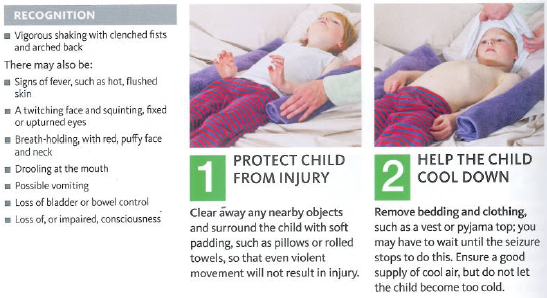 RECOGNITION
■ Vigorous shaking with clenched fists
and arched back
There may also be:
■ Signs of fever, such as hot, flushed
skin
■ A twitching face and squinting, fixed
or upturned eyes
■ Breath-holding, with red, puffy face
and neck
■ Drooling at the mouth
■ Possible vomiting
■ Loss of bladder or bowel control
■ Loss of, or impaired, consciousness
1 PROTECT CHILD
FROM INJURY
Clear away any nearby objects
and surround the child with soft
padding, such as pillows or rolled
towels, so that even violent
movement will not result in injury.
2 HELP THE CHILD
COOL DOWN
Remove bedding and clothing,
such as a vest or pyjama top; you
may have to wait until the seizure
stops to do this. Ensure a good
supply of cool air, but do not let
the child become too cold.